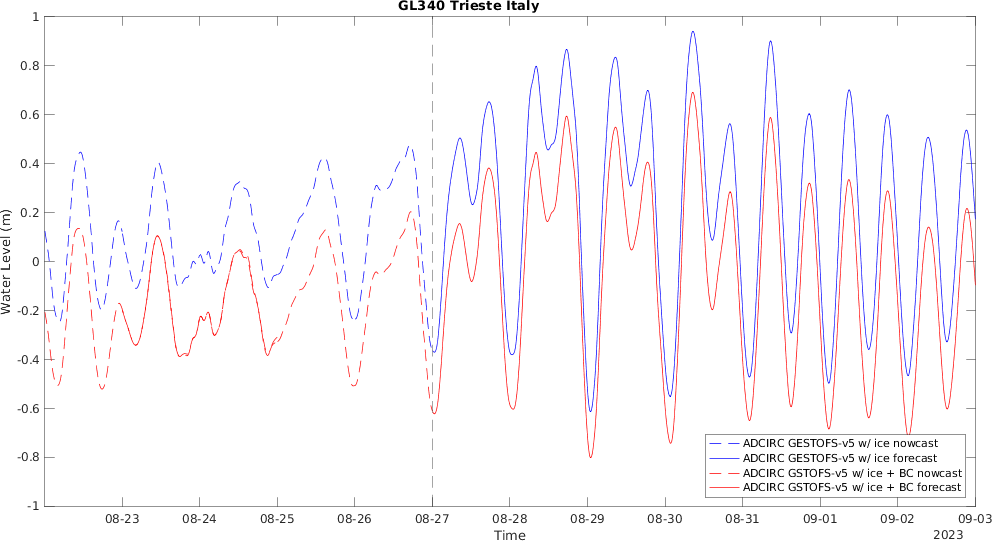 GL340 Trieste Italy
1
0.8
0.6
0.4
0.2
0
-0.2
-0.4
-0.6
-0.8
-1
Water Level (m)
ADCIRC GESTOFS-v5 w/ ice nowcast
ADCIRC GESTOFS-v5 w/ ice forecast
ADCIRC GSTOFS-v5 w/ ice + BC nowcast
ADCIRC GSTOFS-v5 w/ ice + BC forecast
08-23 08-24 08-25 08-26 08-27 08-28 08-29 08-30 08-31 09-01 09-02 09-03
Time
2023